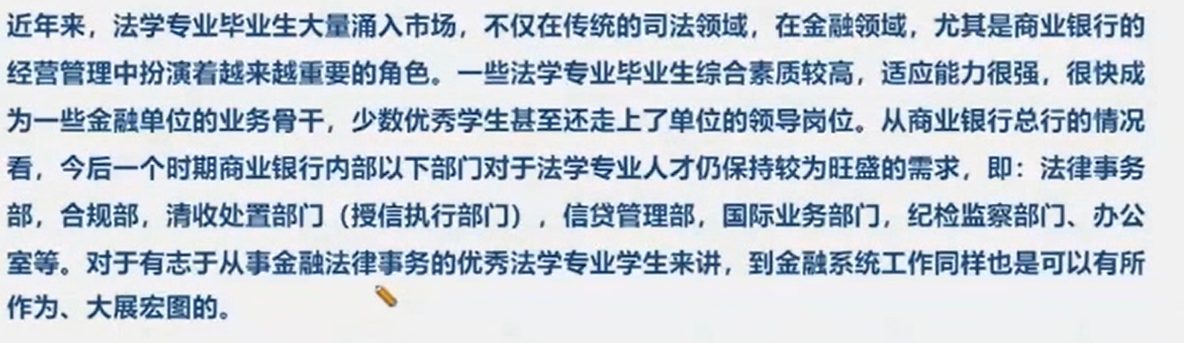 近年来，法学专业毕业生大量涌入市场，不仅在传统的司法领域，在金融领域，尤其是商业银行的
经营管理中扮演着越来越重要的角色。一些法学专业毕业生综合素质较高，适应能力很强，很快成
为一些金融单位的业务骨干，少数优秀学生甚至还走上了单位的领导岗位。从商业银行总行的情况
看，今后一个时期商业银行内部以下部门对于法学专业人才仍保持较为旺盛的需求，即：法律事务
部，合规部，清收处置部门（授信执行部门），信贷管理部，国际业务部门，纪检监察部门、办公
室等。对于有志于从事金融法律事务的优秀法学专业学生来讲，到金融系统工作同样也是可以有所
作为、大展宏图的。